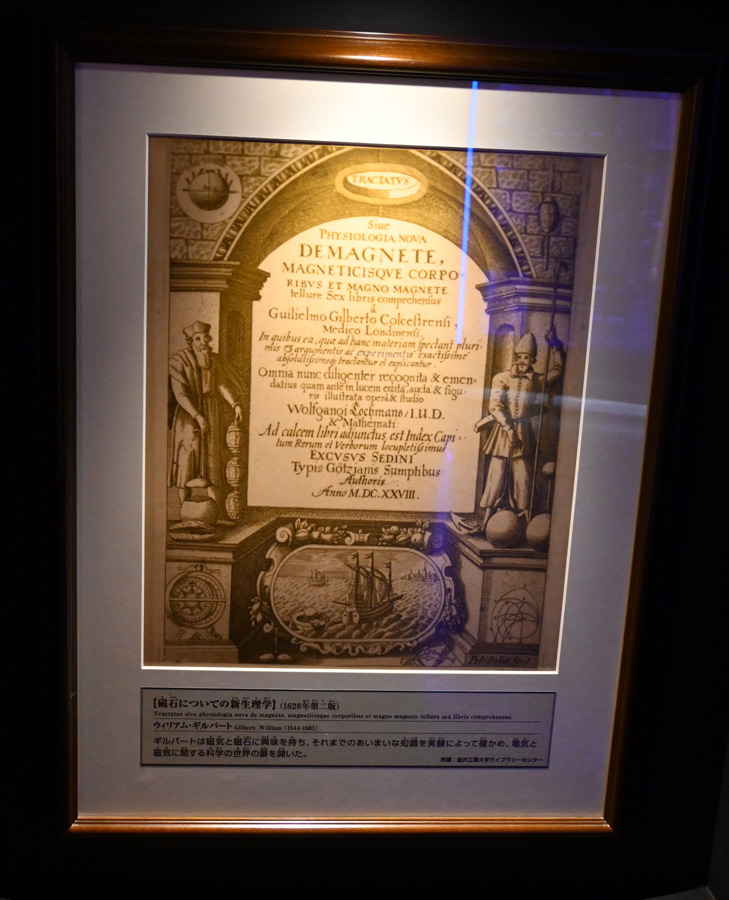 TRACTATVS
Siue
PHYSIOLOGIA NOVA
DE MAGNETE,
MAGNETICISQVE CORPO-
RIBVS ET MAGNO MAGNETE
tellure Sex libris comprehensus
á
Guilielmo Gilberto Colcestrensi,
Medico Londinensi.
In quibus ea, quæ ad hanc materiam spectant pluri-
mis & argumentis ac experimentis exactissime
absolutissimeqɜ tractantur et explicantur.
Omnia nunc diligenter recognita & emen-
datius quam ante in lucem edita, aucta & figu-
ris illustrata opera & studio
Wolfgangi Lochmans / I.U.D.
& Mathemati:
Ad calcem libri adjunctus est Index Capi-
tum Rerum et Verborum locupletissimus
EXCVSVS SEDINI
Typis Götzianis Sumptibus
Authoris
Anno M.DC.XXVIII.
【磁石についての新生理学】(1628年第二版)
Tractatus sive physiologia nova de magnete, magneticisque corporibus et magno magnete tellure sex libris comprehensus.
ウィリアム・ギルバート Gilbert, William (1544-1603)
ギルバートは磁気と磁石に興味を持ち、それまでのあいまいな知識を実験によって確かめ、電気と
磁気に関する科学の世界の扉を開いた。
所蔵：金沢工業大学ライブラリーセンター